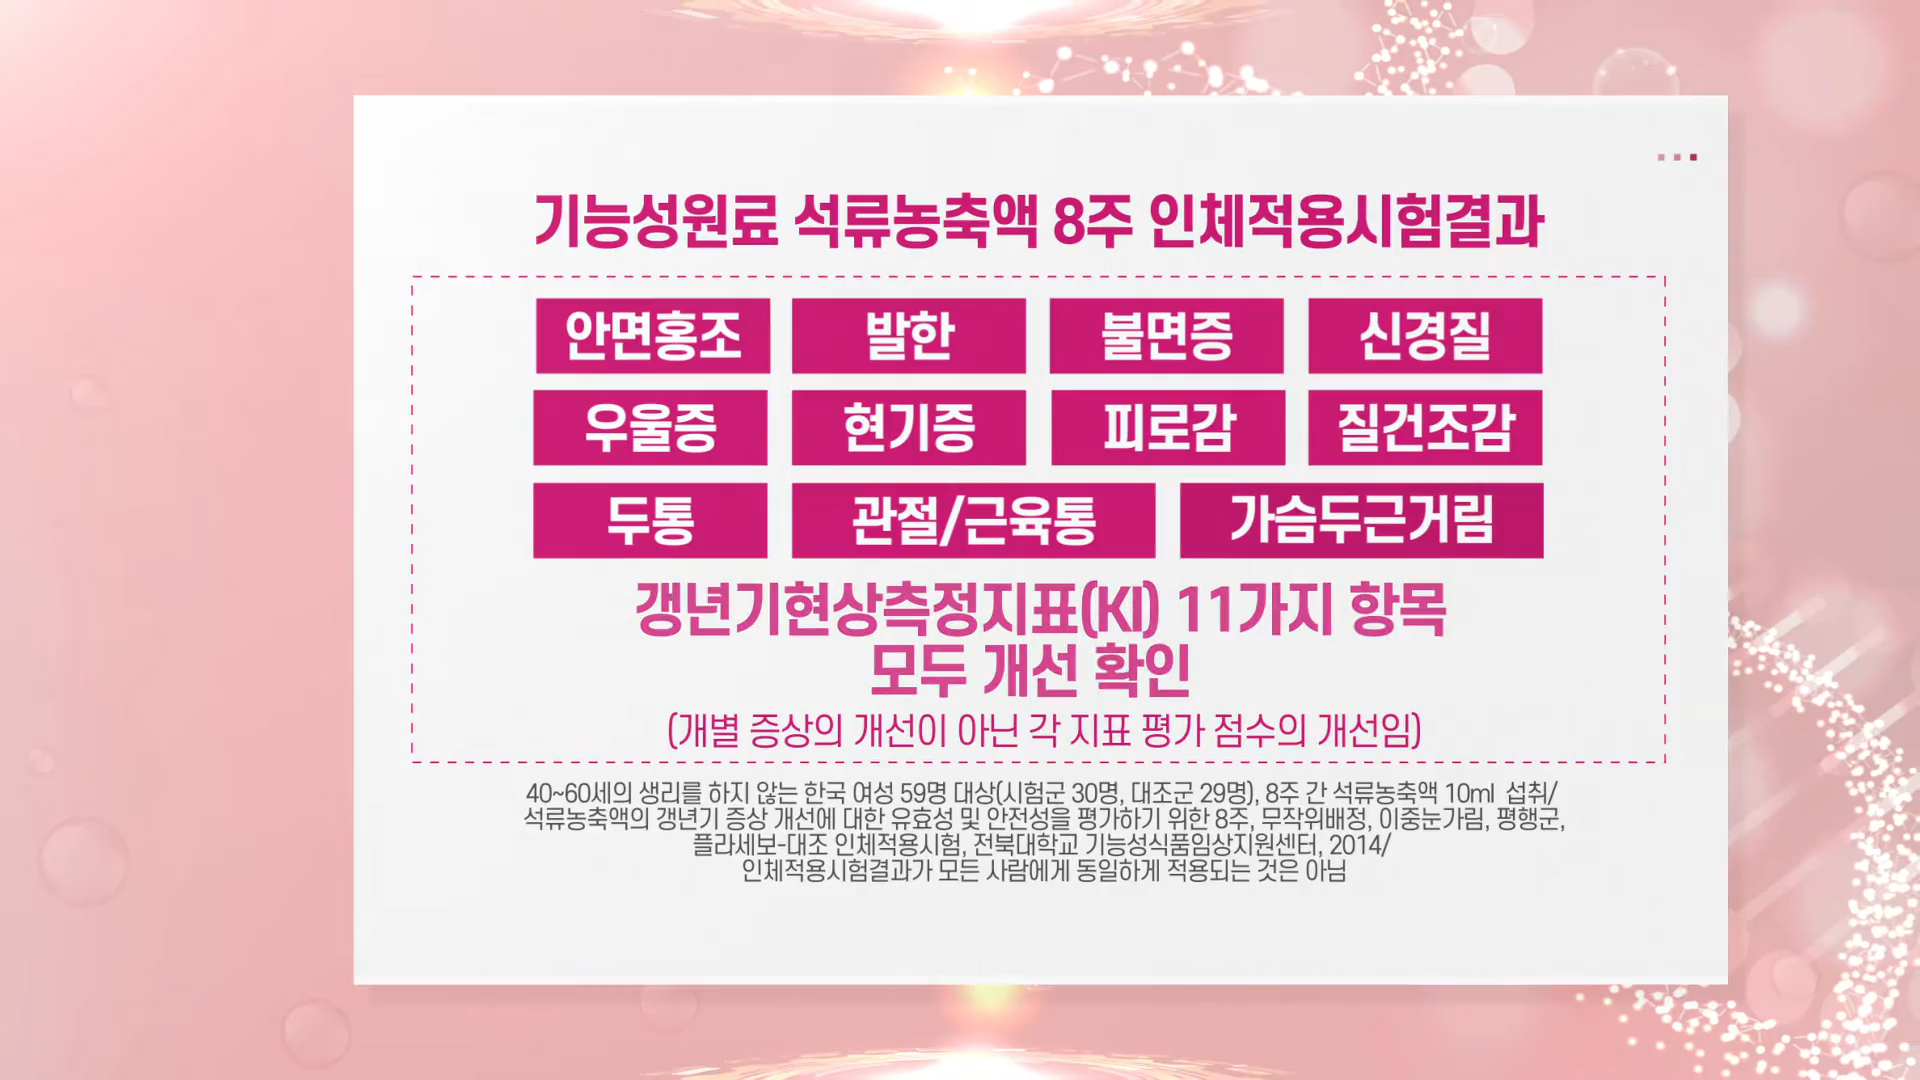 기능성원료 석류농축액 8주 인체적용시험결과
안면홍조 발한 불면증 신경질
우울증 현기증 피로감 질건조감
두통 관절/근육통 가슴두근거림
갱년기현상측정지표(KI) 11가지 항목
모두 개선 확인
(개별 증상의 개선이 아닌 각 지표 평가 점수의 개선임)
40~60세의 생리를 하지 않는 한국 여성 59명 대상(시험군 30명, 대조군 29명), 8주 간 석류농축액 10ml 섭취/
석류농축액의 갱년기 증상 개선에 대한 유효성 및 안전성을 평가하기 위한 8주, 무작위배정, 이중눈가림, 평행군,
플라세보-대조 인체적용시험, 전북대학교 기능성식품임상지원센터, 2014/
인체적용시험결과가 모든 사람에게 동일하게 적용되는 것은 아님